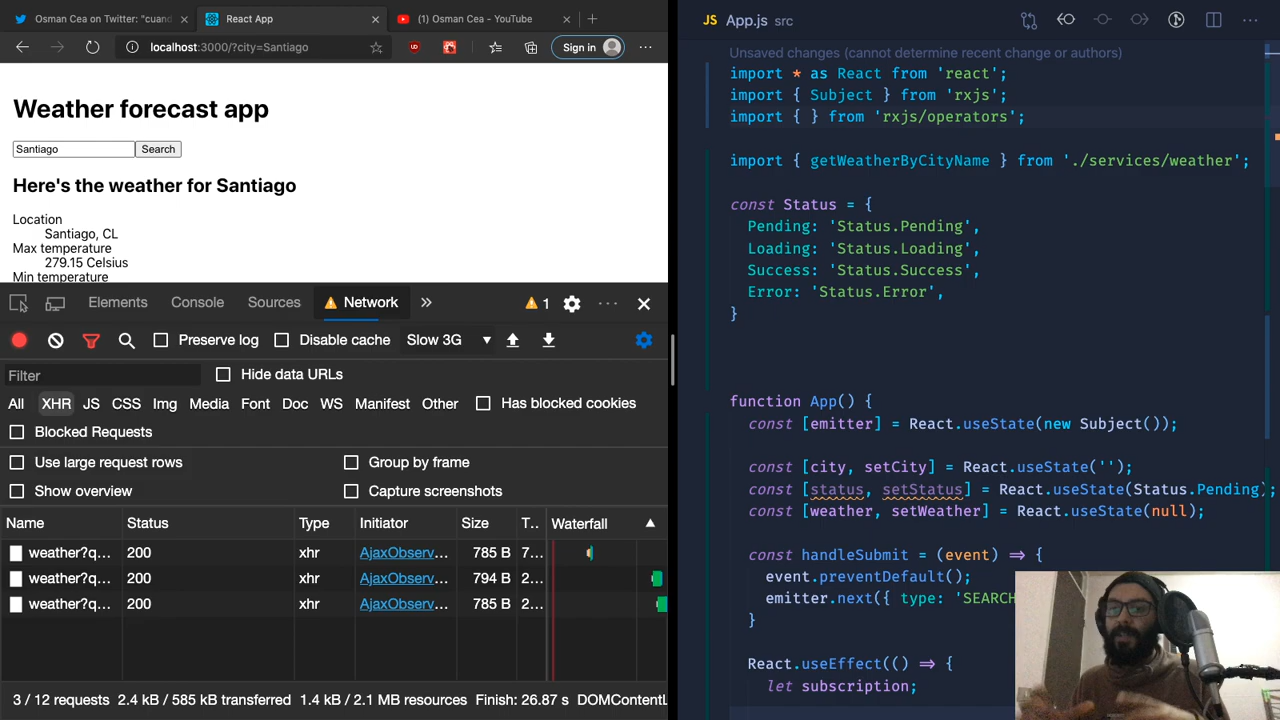 Osman Cea on Twitter: "cuand
React App
(1) Osman Cea - YouTube
localhost:3000/?city=Santiago
Sign in
Weather forecast app
Santiago
Search
Here's the weather for Santiago
Location
Santiago, CL
Max temperature
279.15 Celsius
Min temperature
Elements
Console
Sources
Network
1
Preserve log
Disable cache
Slow 3G
Filter
Hide data URLs
All
XHR
JS
CSS
Img
Media
Font
Doc
WS
Manifest
Other
Has blocked cookies
Blocked Requests
Use large request rows
Group by frame
Show overview
Capture screenshots
Name Status Type Initiator Size T... Waterfall
weather?q... 200 xhr AjaxObserv... 785 B 7...
weather?q... 200 xhr AjaxObserv... 794 B 2...
weather?q... 200 xhr AjaxObserv... 785 B 2...
3 / 12 requests 2.4 kB / 585 kB transferred 1.4 kB / 2.1 MB resources Finish: 26.87 s DOMContentL
JS App.js src
Unsaved changes (cannot determine recent change or authors)
import * as React from 'react';
import { Subject } from 'rxjs';
import { } from 'rxjs/operators';
import { getWeatherByCityName } from './services/weather';
const Status = {
Pending: 'Status.Pending',
Loading: 'Status.Loading',
Success: 'Status.Success',
Error: 'Status.Error',
}
function App() {
const [emitter] = React.useState(new Subject());
const [city, setCity] = React.useState('');
const [status, setStatus] = React.useState(Status.Pending);
const [weather, setWeather] = React.useState(null);
const handleSubmit = (event) => {
event.preventDefault();
emitter.next({ type: 'SEARCH
}
React.useEffect(() => {
let subscription;